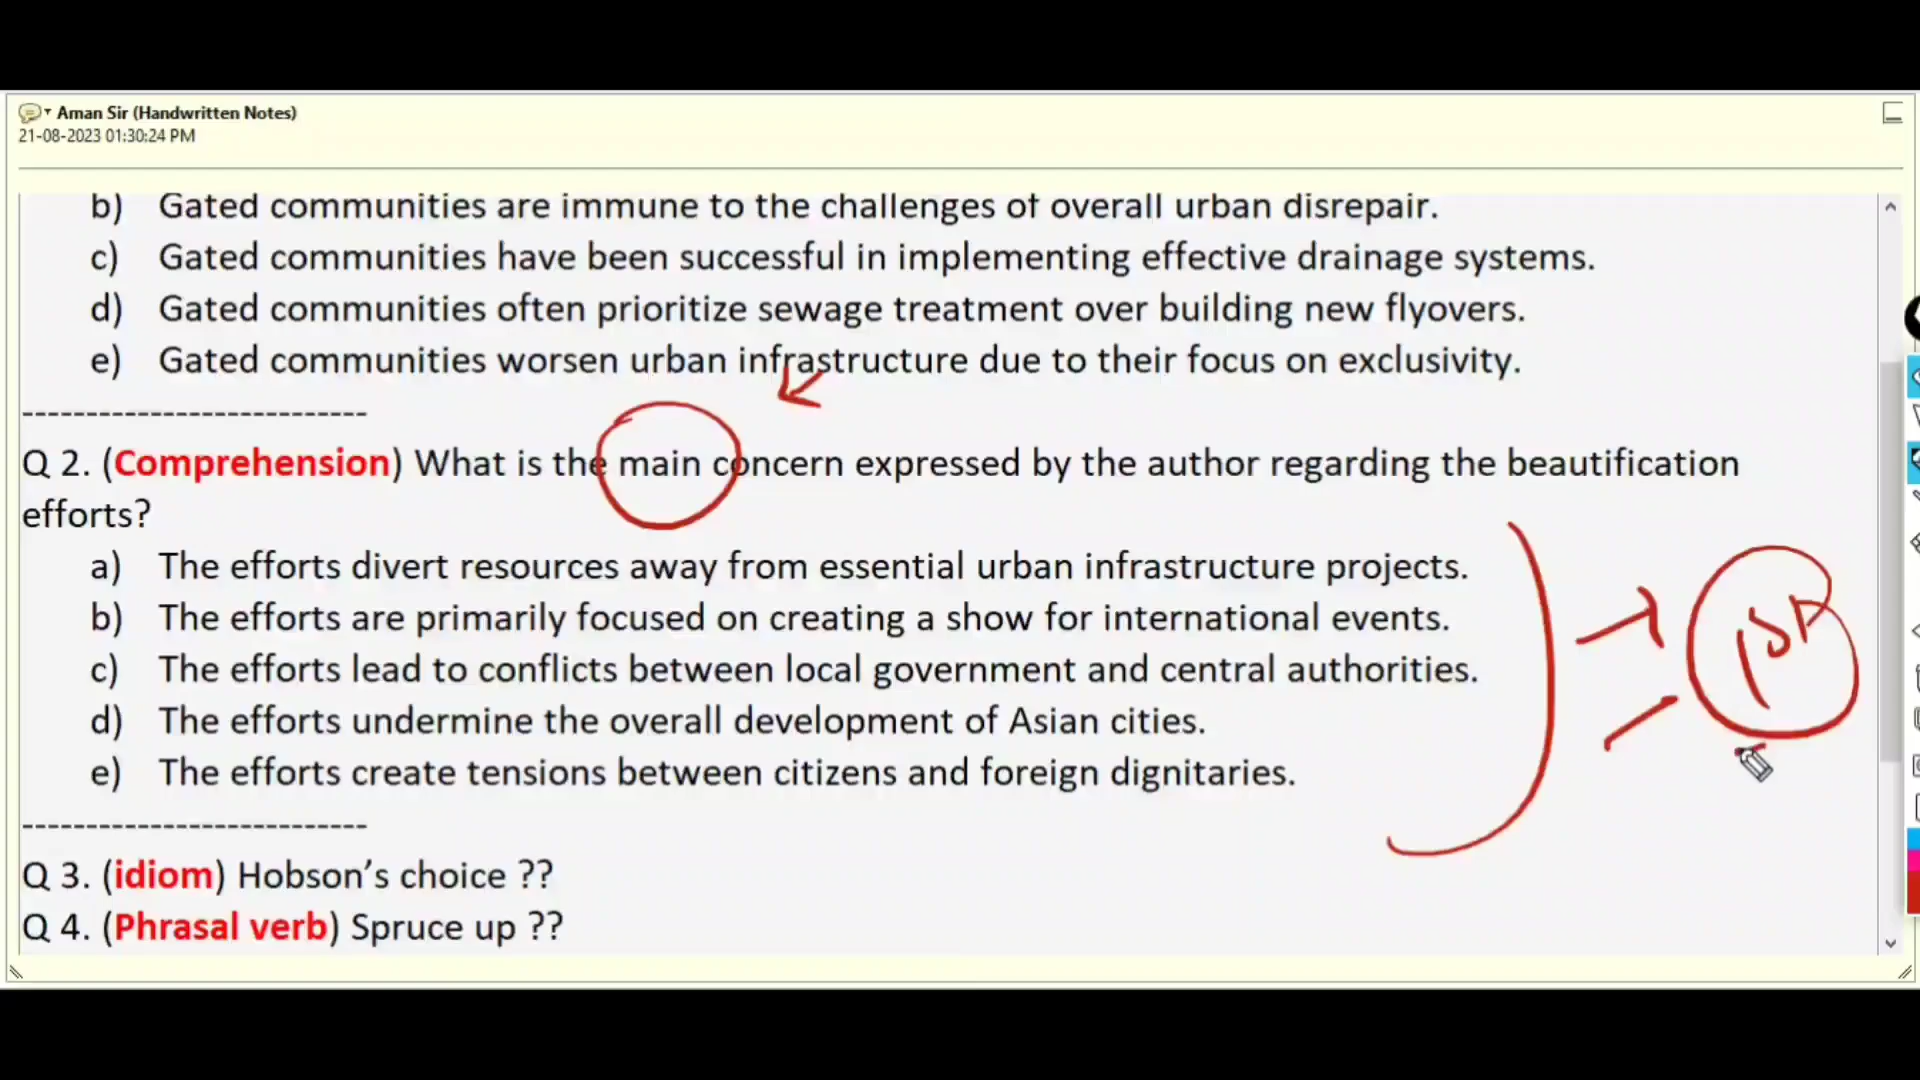 Aman Sir (Handwritten Notes)
21-08-2023 01:30:24 PM
b) Gated communities are immune to the challenges of overall urban disrepair.
c) Gated communities have been successful in implementing effective drainage systems.
d) Gated communities often prioritize sewage treatment over building new flyovers.
e) Gated communities worsen urban infrastructure due to their focus on exclusivity.
---------------------------
Q 2. (Comprehension) What is the main concern expressed by the author regarding the beautification
efforts?
a) The efforts divert resources away from essential urban infrastructure projects.
b) The efforts are primarily focused on creating a show for international events.
c) The efforts lead to conflicts between local government and central authorities.
d) The efforts undermine the overall development of Asian cities.
e) The efforts create tensions between citizens and foreign dignitaries.
---------------------------
Q 3. (idiom) Hobson’s choice ??
Q 4. (Phrasal verb) Spruce up ??